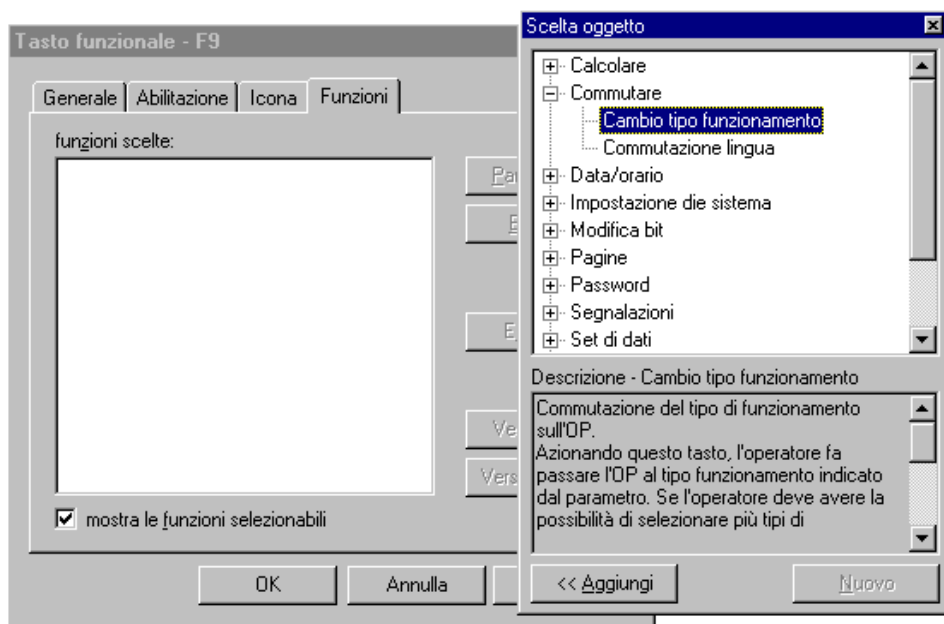 Tasto funzionale - F9
Generale
Abilitazione
Icona
Funzioni
funzioni scelte:
mostra le funzioni selezionabili
OK
Annulla
Scelta oggetto
Calcolare
Commutare
Cambio tipo funzionamento
Commutazione lingua
Data/orario
Impostazione die sistema
Modifica bit
Pagine
Password
Segnalazioni
Set di dati
Descrizione - Cambio tipo funzionamento
Commutazione del tipo di funzionamento
sull'OP.
Azionando questo tasto, l'operatore fa
passare l'OP al tipo funzionamento indicato
dal parametro. Se l'operatore deve avere la
possibilità di selezionare più tipi di
<< Aggiungi
Nuovo